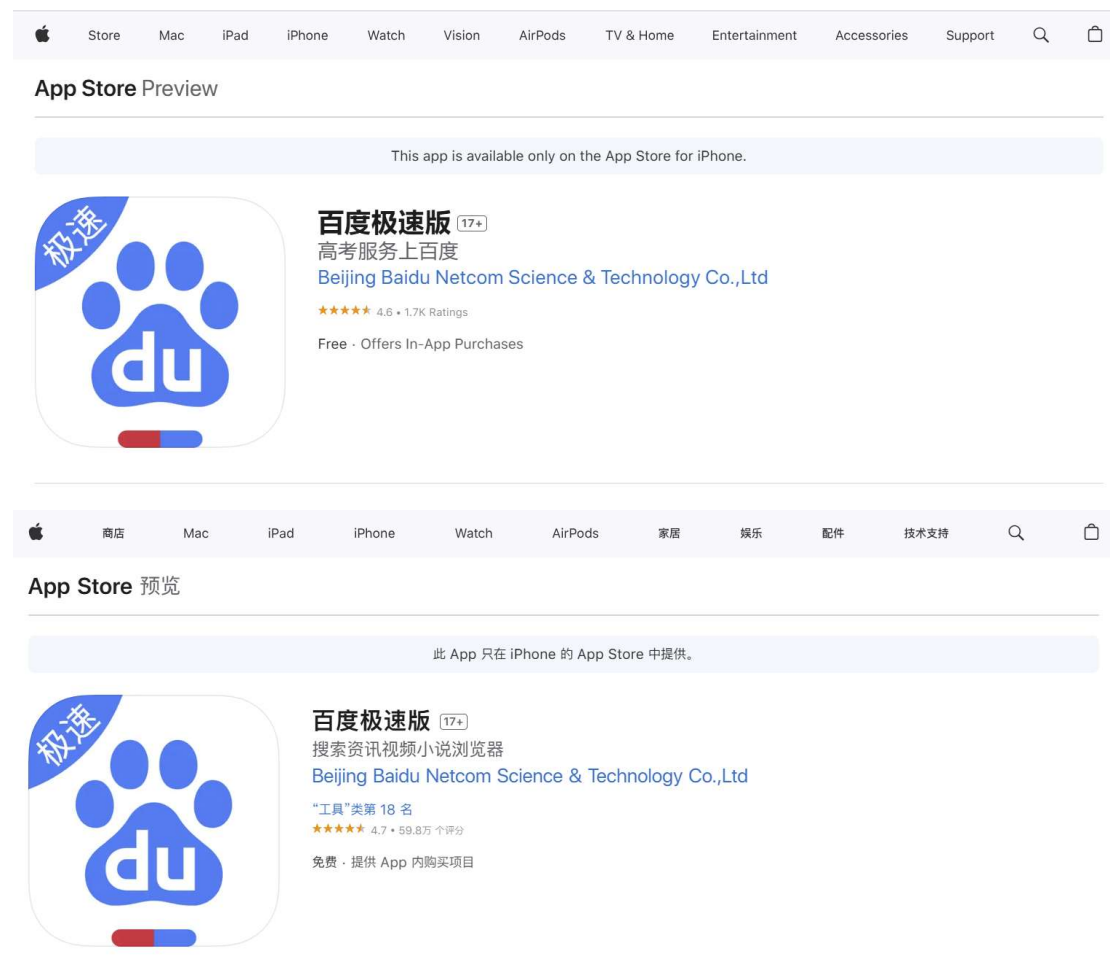 Store Mac iPad iPhone Watch Vision AirPods TV & Home Entertainment Accessories Support
App Store Preview
This app is available only on the App Store for iPhone.
极速
du
百度极速版 17+
高考服务上百度
Beijing Baidu Netcom Science & Technology Co.,Ltd
4.6 • 1.7K Ratings
Free · Offers In-App Purchases
商店 Mac iPad iPhone Watch AirPods 家居 娱乐 配件 技术支持
App Store 预览
此 App 只在 iPhone 的 App Store 中提供。
极速
du
百度极速版 17+
搜索资讯视频小说浏览器
Beijing Baidu Netcom Science & Technology Co.,Ltd
“工具”类第 18 名
4.7 • 59.8万 个评分
免费 · 提供 App 内购买项目